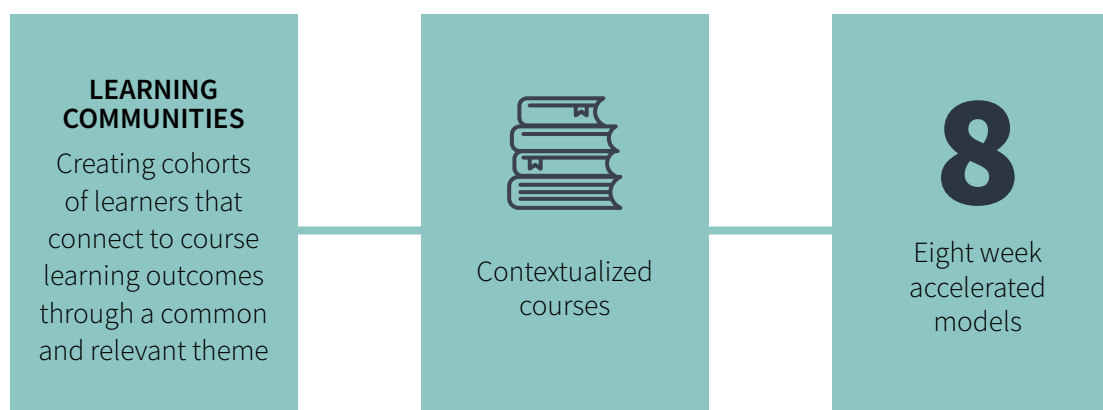 LEARNING
COMMUNITIES
Creating cohorts
of learners that
connect to course
learning outcomes
through a common
and relevant theme
Contextualized
courses
8
Eight week
accelerated
models